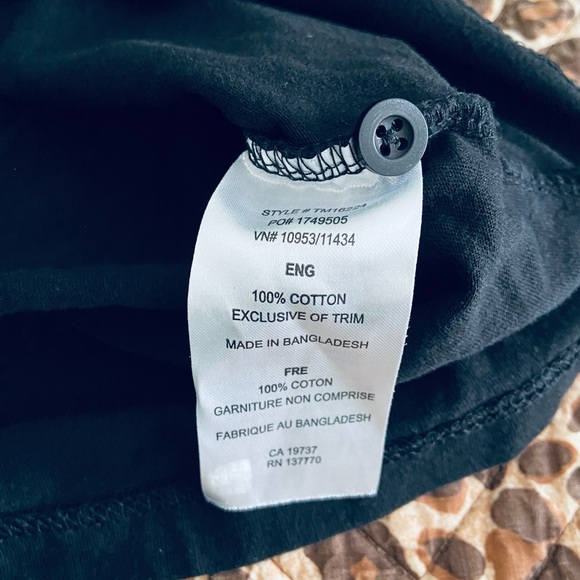 STYLE # TM16224
PO# 1749505
VN# 10953/11434
ENG
100% COTTON
EXCLUSIVE OF TRIM
MADE IN BANGLADESH
FRE
100% COTON
GARNITURE NON COMPRISE
FABRIQUE AU BANGLADESH
CA 19737
RN 137770